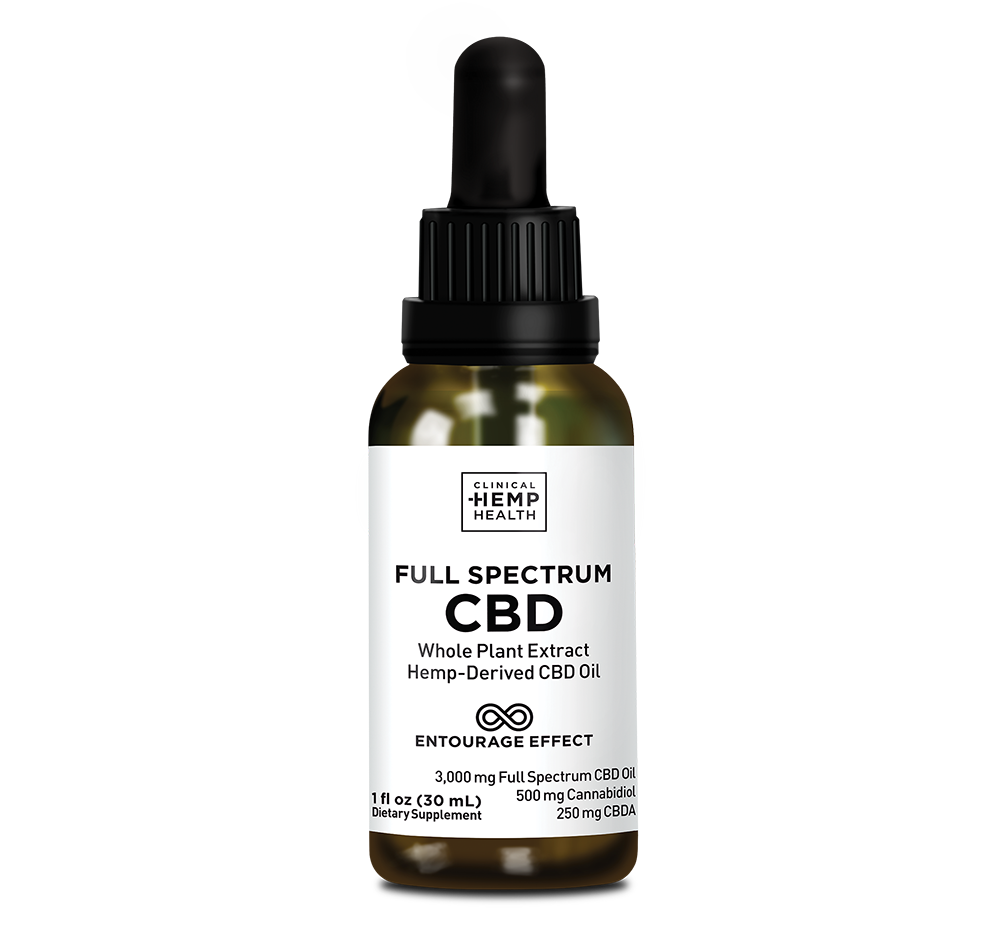 CLINICAL
HEMP
HEALTH
FULL SPECTRUM
CBD
Whole Plant Extract
Hemp-Derived CBD Oil
ENTOURAGE EFFECT
3,000 mg Full Spectrum CBD Oil
500 mg Cannabidiol
250 mg CBDA
1 fl oz (30 mL)
Dietary Supplement